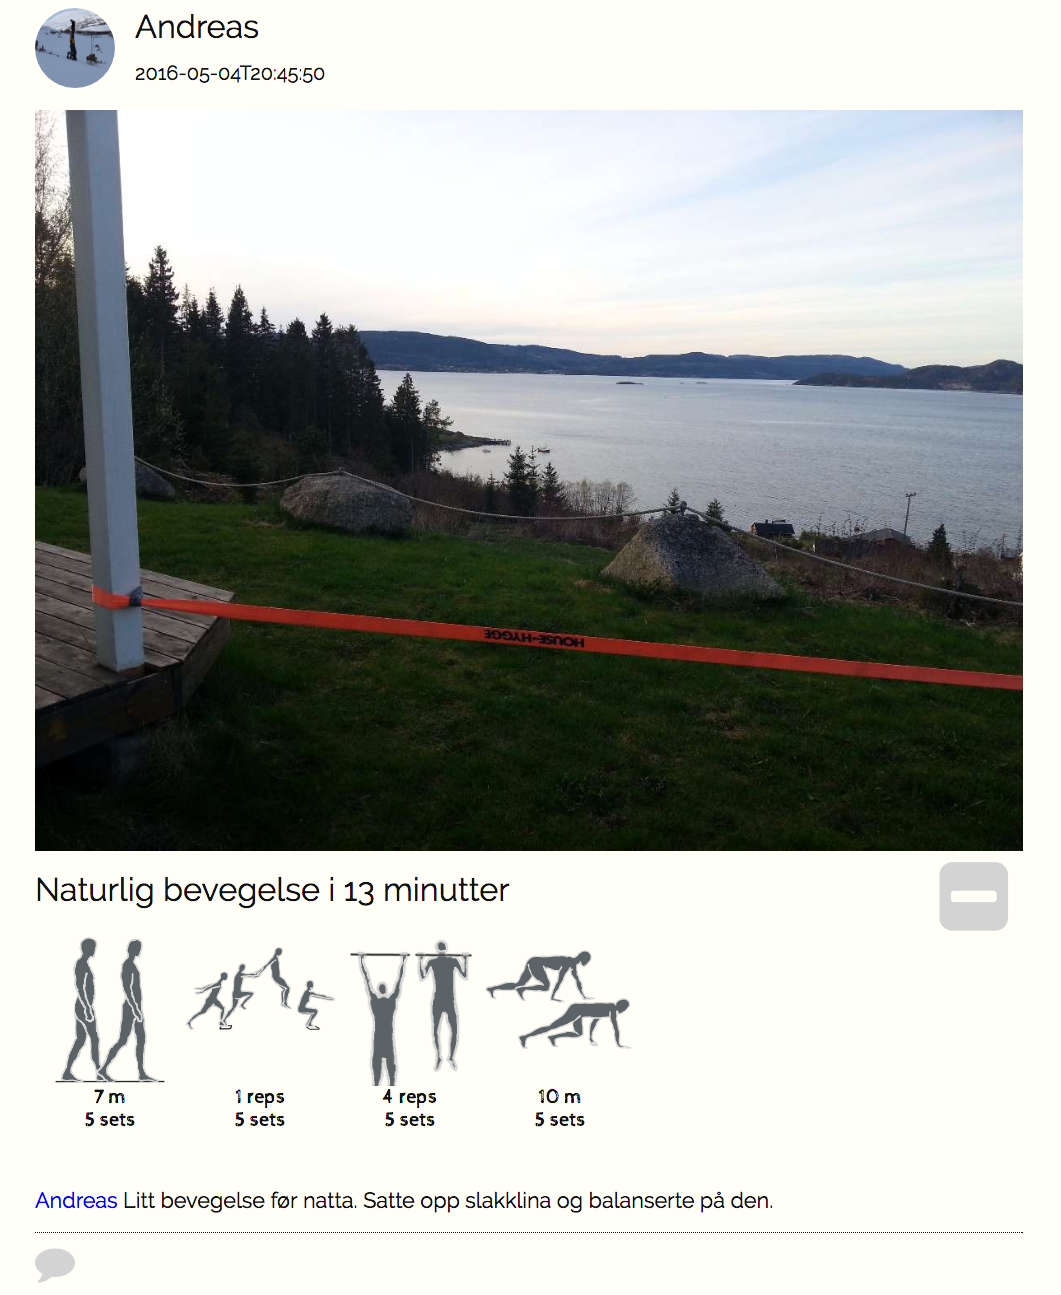 Andreas
2016-05-04T20:45:50
HOUSE-HYGGE
Naturlig bevegelse i 13 minutter
7 m
5 sets
1 reps
5 sets
4 reps
5 sets
10 m
5 sets
Andreas Litt bevegelse før natta. Satte opp slakklina og balanserte på den.